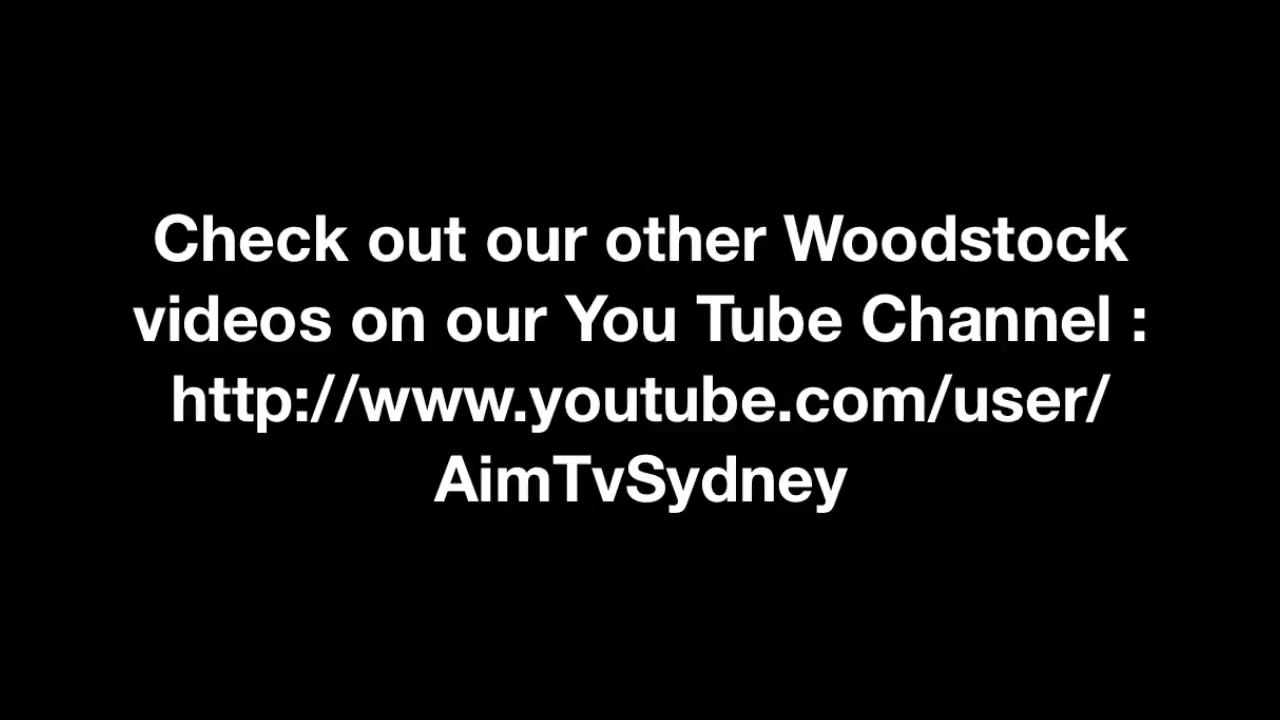 Check out our other Woodstock
videos on our You Tube Channel :
http://www.youtube.com/user/
AimTvSydney